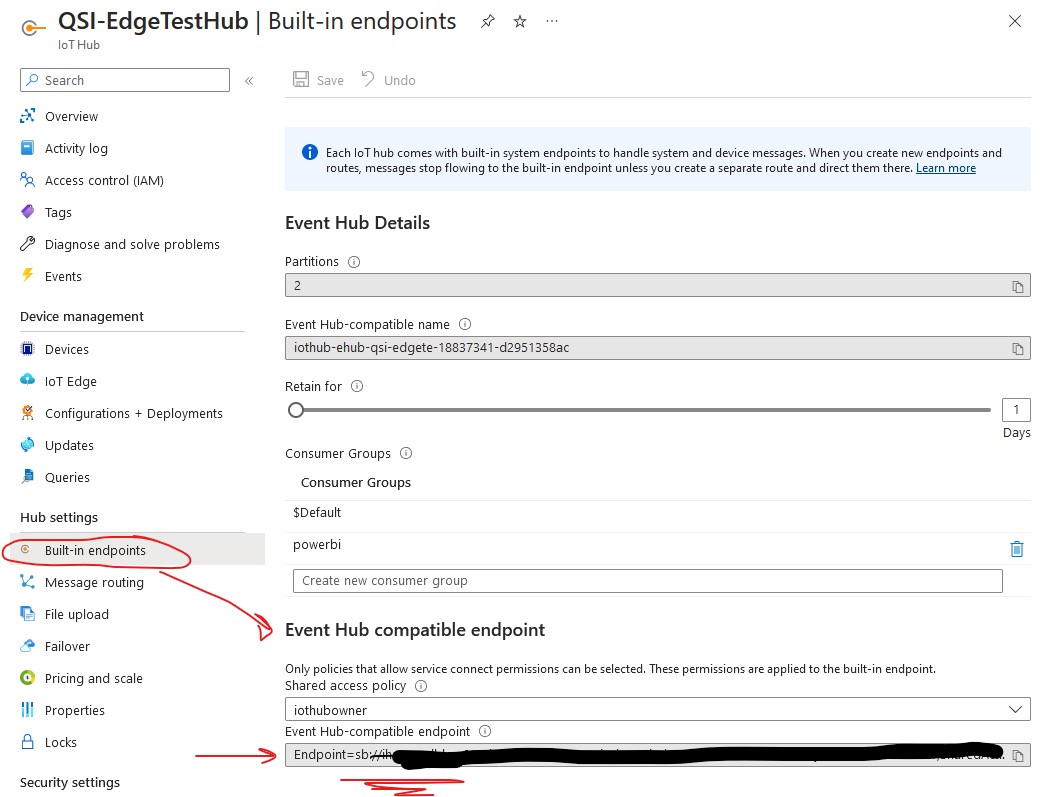 QSI-EdgeTestHub | Built-in endpoints
IoT Hub
Search
Overview
Activity log
Access control (IAM)
Tags
Diagnose and solve problems
Events
Device management
Devices
IoT Edge
Configurations + Deployments
Updates
Queries
Hub settings
Built-in endpoints
Message routing
File upload
Failover
Pricing and scale
Properties
Locks
Security settings
Save Undo
Each IoT hub comes with built-in system endpoints to handle system and device messages. When you create new endpoints and
routes, messages stop flowing to the built-in endpoint unless you create a separate route and direct them there. Learn more
Event Hub Details
Partitions
2
Event Hub-compatible name
iothub-ehub-qsi-edgete-18837341-d2951358ac
Retain for
1
Days
Consumer Groups
Consumer Groups
$Default
powerbi
Create new consumer group
Event Hub compatible endpoint
Only policies that allow service connect permissions can be selected. These permissions are applied to the built-in endpoint.
Shared access policy
iothubowner
Event Hub-compatible endpoint
Endpoint=sb://ih